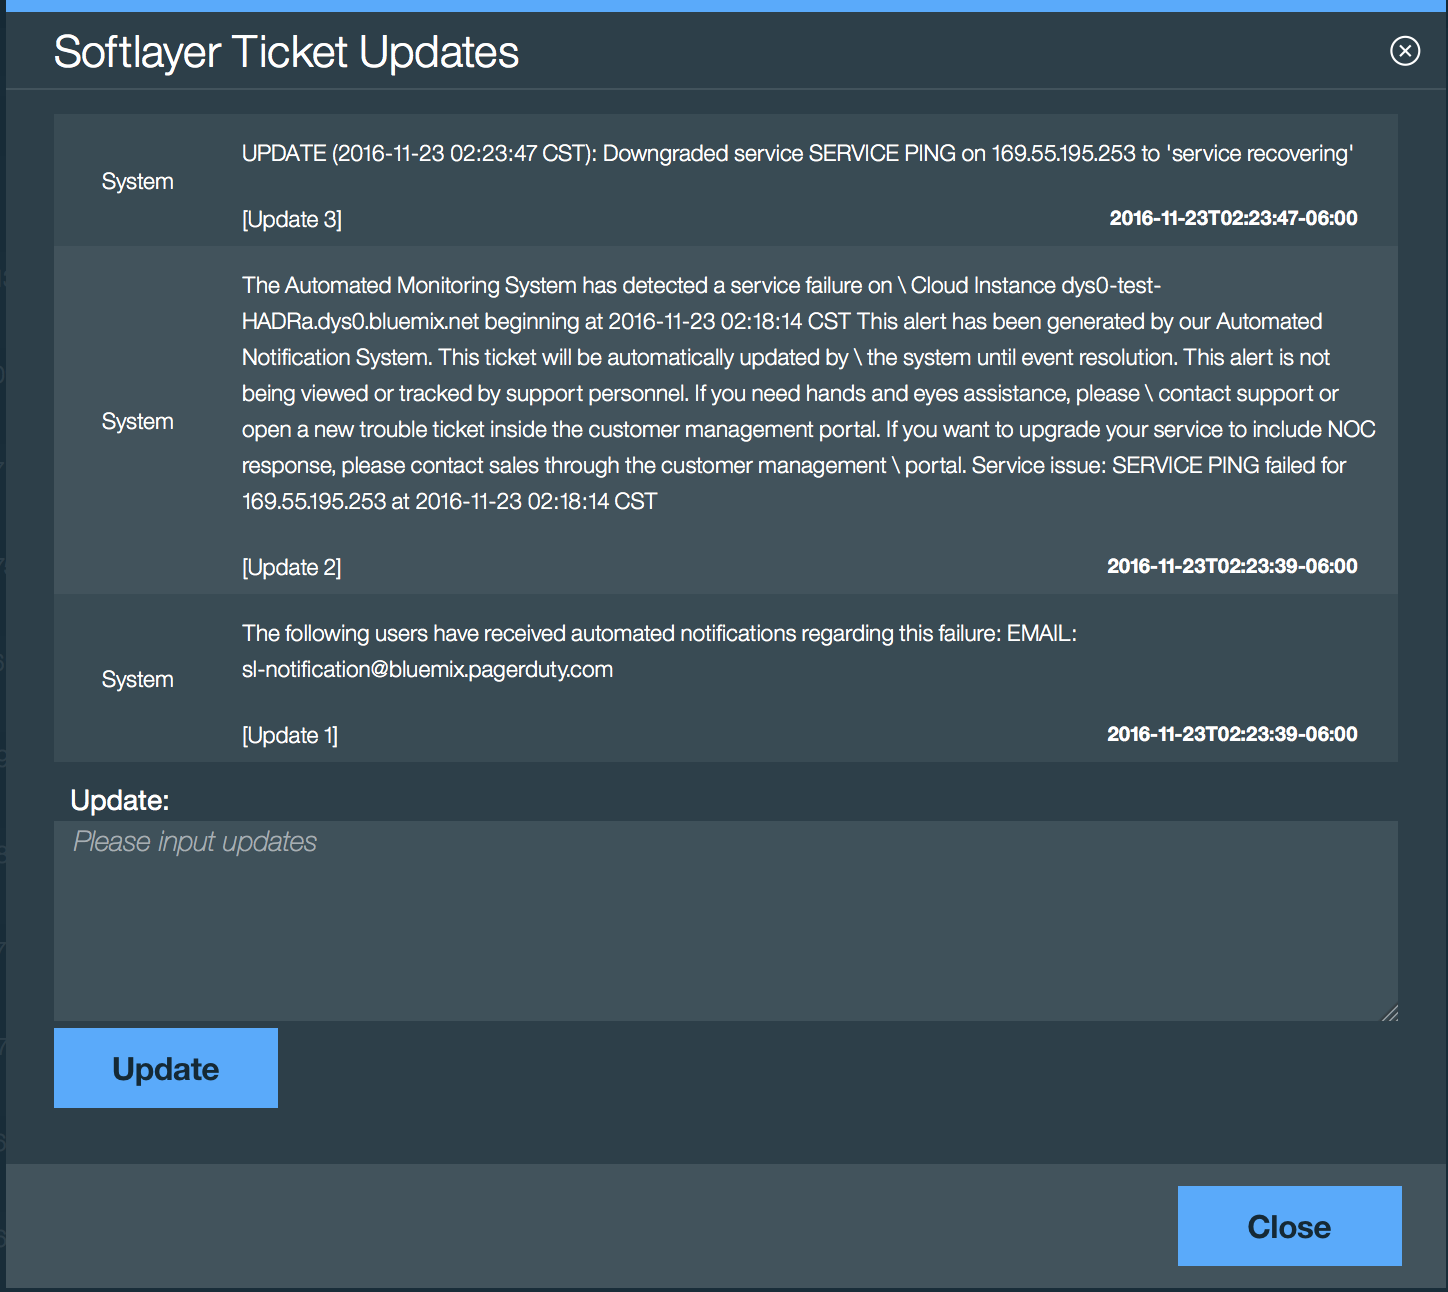 Softlayer Ticket Updates
System
UPDATE (2016-11-23 02:23:47 CST): Downgraded service SERVICE PING on 169.55.195.253 to 'service recovering'
[Update 3]
2016-11-23T02:23:47-06:00
System
The Automated Monitoring System has detected a service failure on \ Cloud Instance dys0-test-
HADRa.dys0.bluemix.net beginning at 2016-11-23 02:18:14 CST This alert has been generated by our Automated
Notification System. This ticket will be automatically updated by \ the system until event resolution. This alert is not
being viewed or tracked by support personnel. If you need hands and eyes assistance, please \ contact support or
open a new trouble ticket inside the customer management portal. If you want to upgrade your service to include NOC
response, please contact sales through the customer management \ portal. Service issue: SERVICE PING failed for
169.55.195.253 at 2016-11-23 02:18:14 CST
[Update 2]
2016-11-23T02:23:39-06:00
System
The following users have received automated notifications regarding this failure: EMAIL:
sl-notification@bluemix.pagerduty.com
[Update 1]
2016-11-23T02:23:39-06:00
Update:
Please input updates
Update
Close